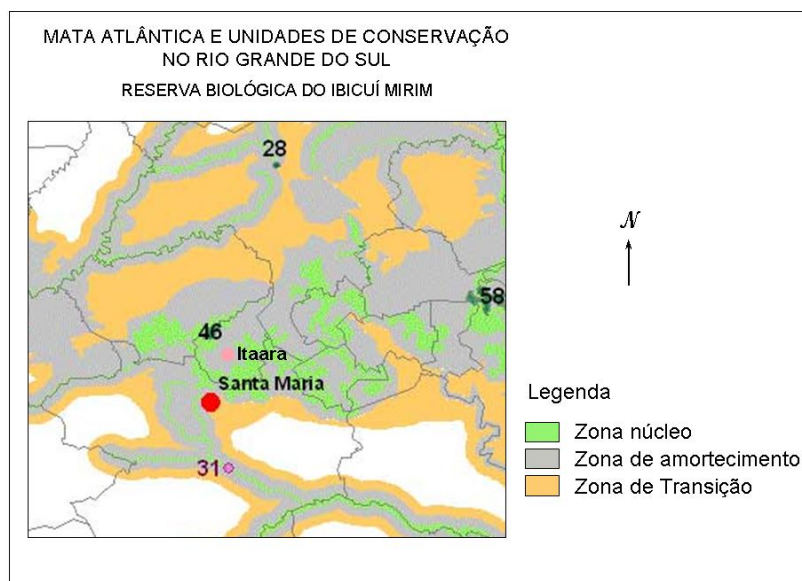 MATA ATLÂNTICA E UNIDADES DE CONSERVAÇÃO
NO RIO GRANDE DO SUL
RESERVA BIOLÓGICA DO IBICUÍ MIRIM
28
N
58
46
Itaara
Santa Maria
31
Legenda
Zona núcleo
Zona de amortecimento
Zona de Transição